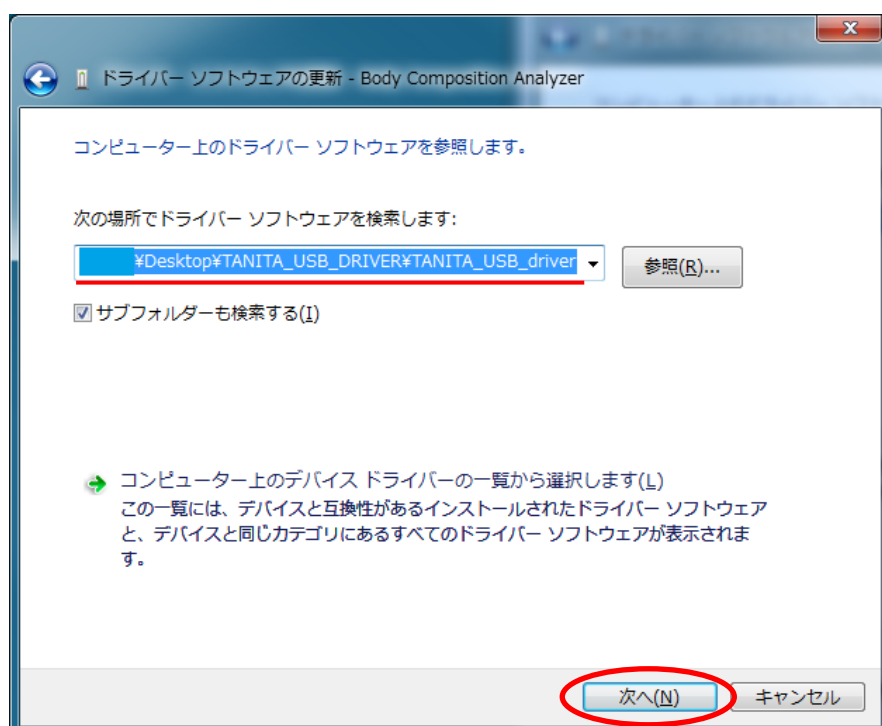 ドライバー ソフトウェアの更新 - Body Composition Analyzer
コンピューター上のドライバー ソフトウェアを参照します。
次の場所でドライバー ソフトウェアを検索します:
¥Desktop¥TANITA_USB_DRIVER¥TANITA_USB_driver
参照(R)...
サブフォルダーも検索する(I)
コンピューター上のデバイス ドライバーの一覧から選択します(L)
この一覧には、デバイスと互換性があるインストールされたドライバー ソフトウェア
と、デバイスと同じカテゴリにあるすべてのドライバー ソフトウェアが表示されま
す。
次へ(N)
キャンセル